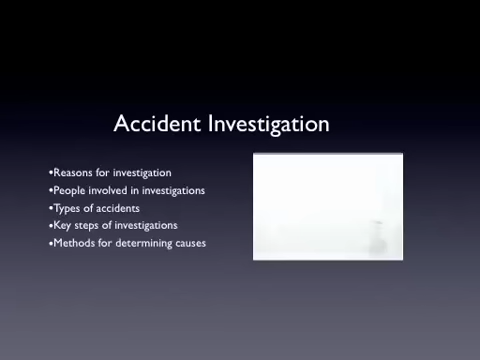 Accident Investigation
•Reasons for investigation
•People involved in investigations
•Types of accidents
•Key steps of investigations
•Methods for determining causes